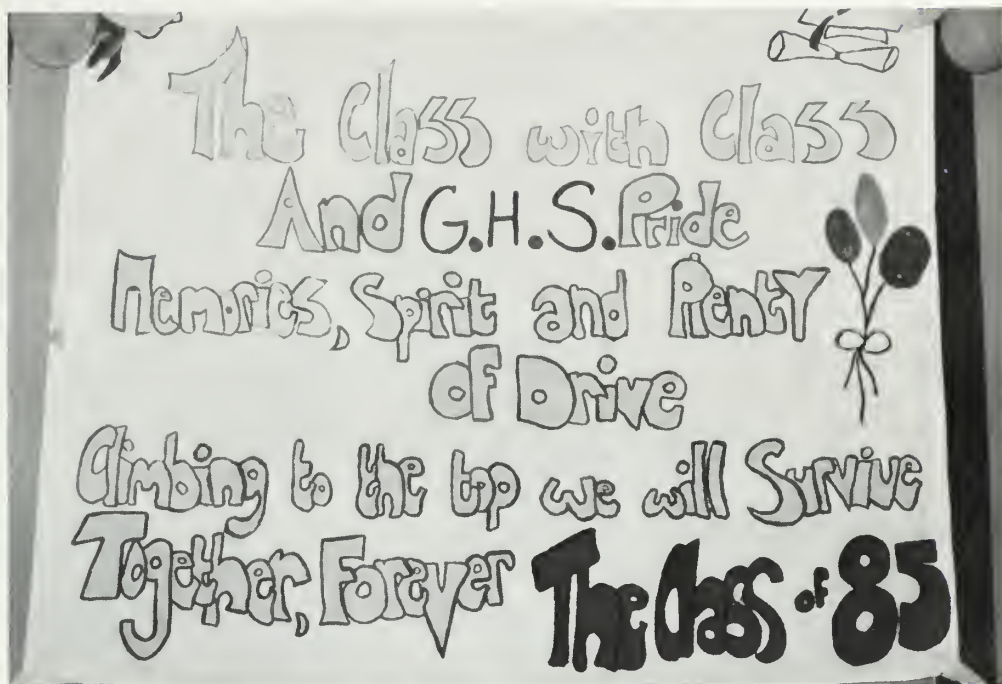 The Class with Class
And G.H.S. Pride
Memories, Spirit and Plenty
of Drive
Climbing to the top we will Survive
Together, Forever The Class of 85